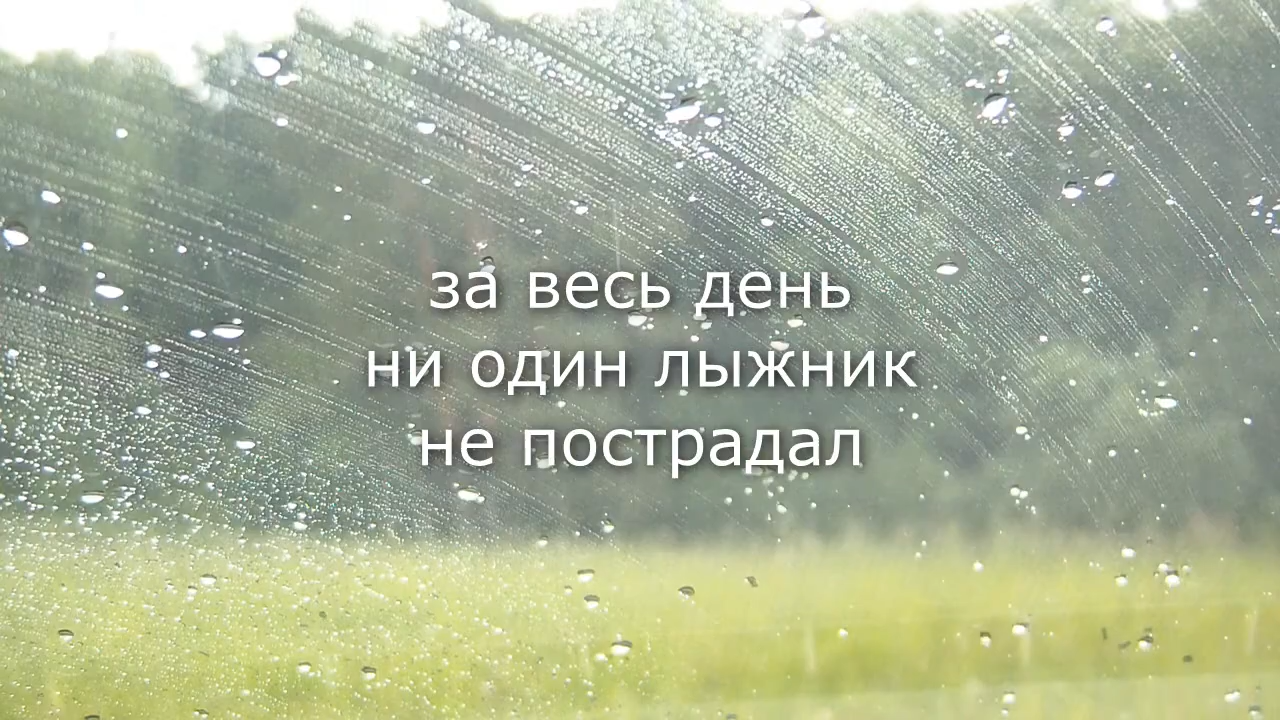 за весь день
ни один лыжник
не пострадал